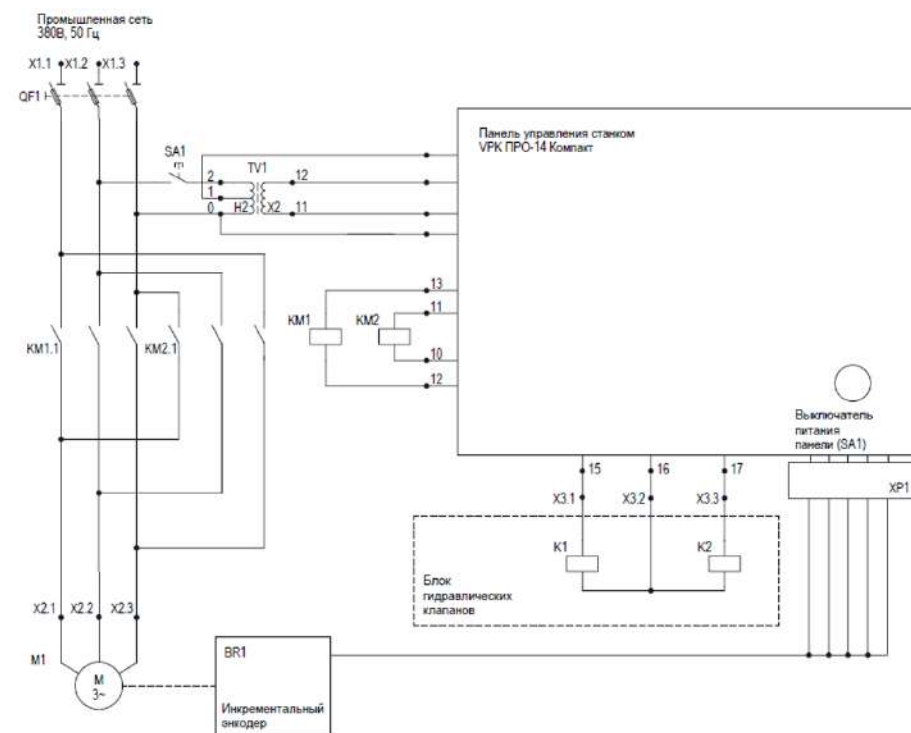 Промышленная сеть
380В, 50 Гц
X1.1 X1.2 X1.3
QF1
SA1
TV1
2
12
1
0
H2
X2
11
Панель управления станком
VPK ПРО-14 Компакт
13
11
KM1
KM2
10
12
KM1.1
KM2.1
Выключатель
питания
панели (SA1)
XP1
15
16
17
X3.1
X3.2
X3.3
K1
K2
Блок
гидравлических
клапанов
X2.1
X2.2
X2.3
M1
M
3~
BR1
Инкрементальный
энкодер